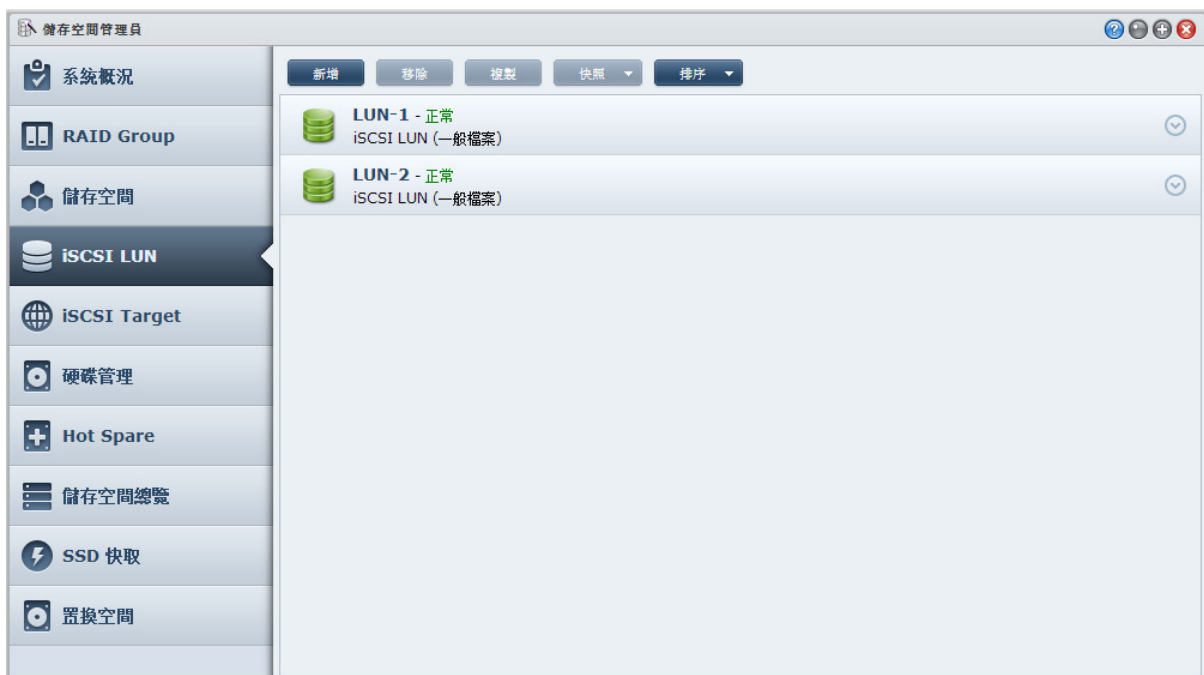 儲存空間管理員
系統概況
RAID Group
儲存空間
iSCSI LUN
iSCSI Target
硬碟管理
Hot Spare
儲存空間總覽
SSD 快取
置換空間
新增 移除 複製 快照 排序
LUN-1 - 正常
iSCSI LUN (一般檔案)
LUN-2 - 正常
iSCSI LUN (一般檔案)